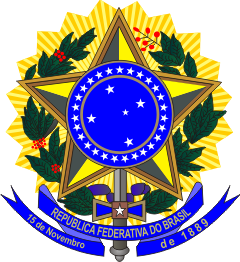 REPÚBLICA FEDERATIVA DO BRASIL
15 de Novembro
de 1889